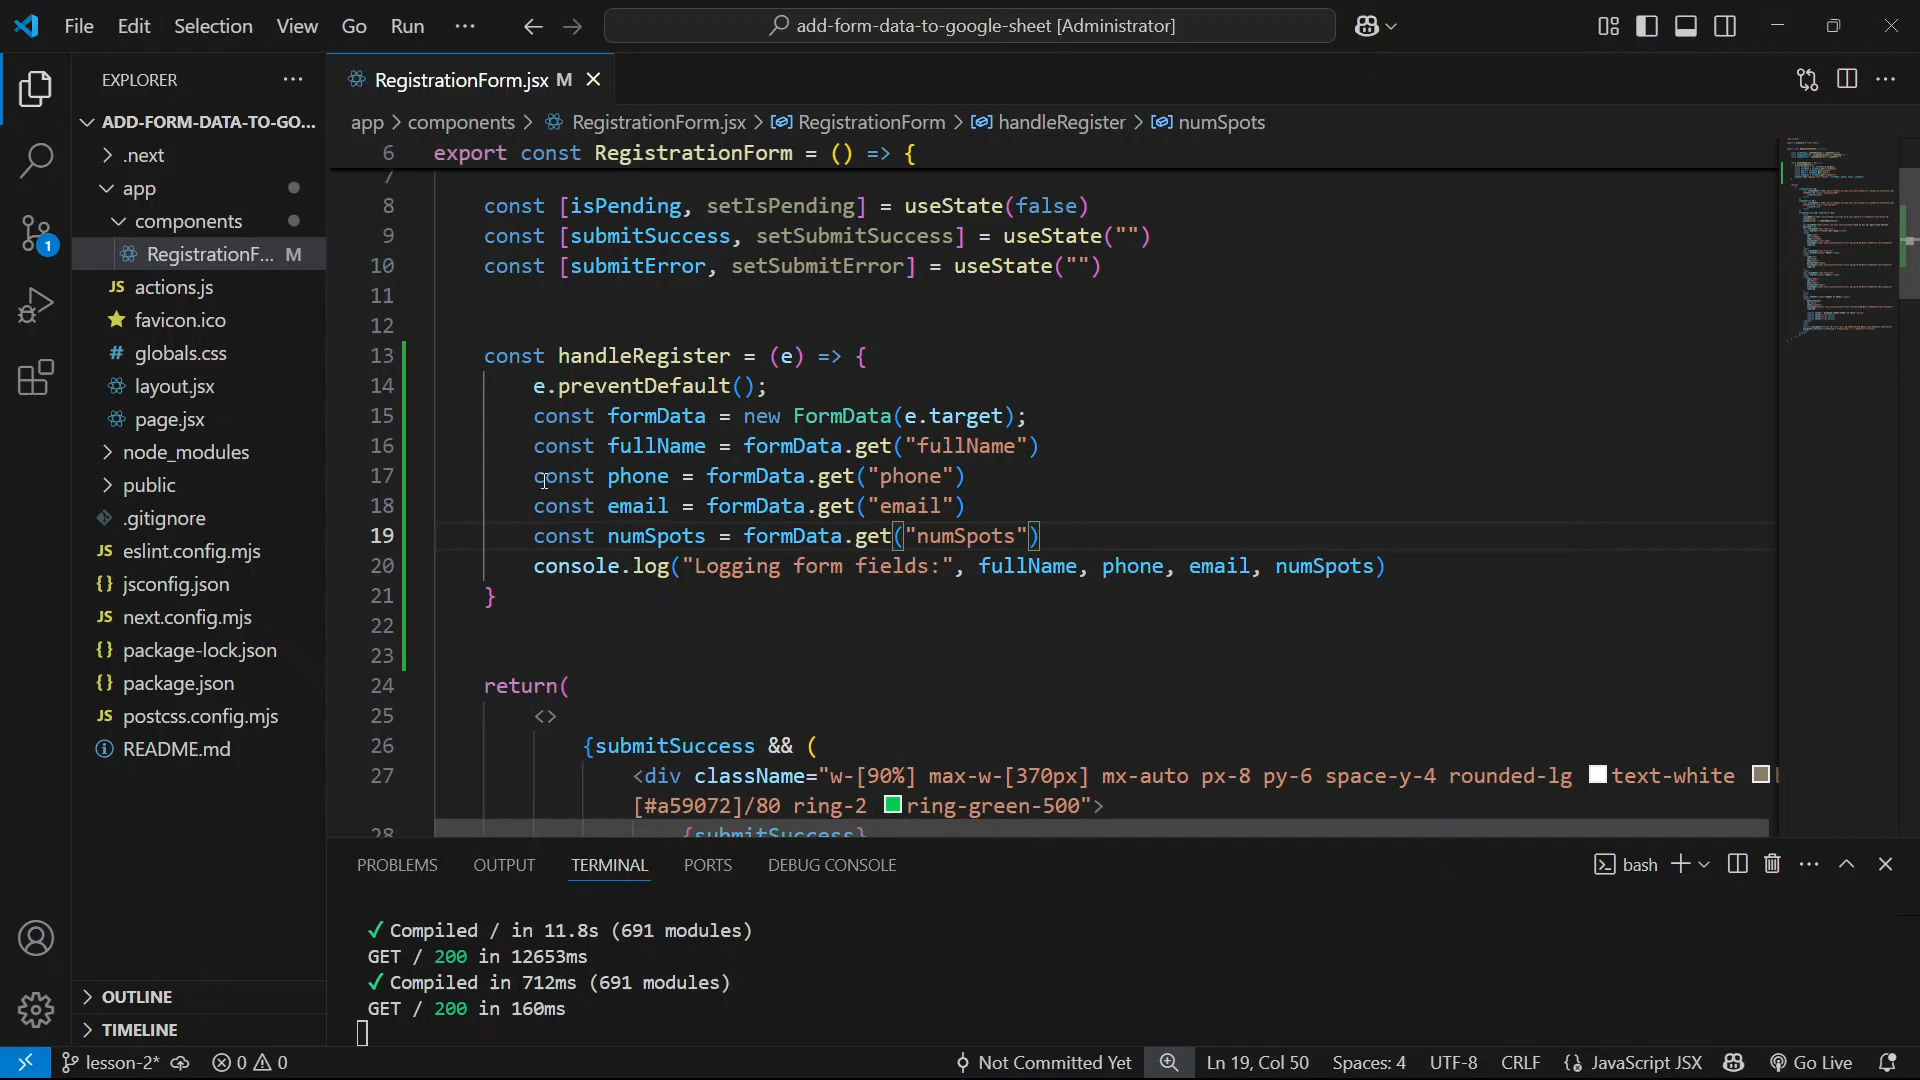 File Edit Selection View Go Run ··· add-form-data-to-google-sheet [Administrator]
EXPLORER ···
RegistrationForm.jsx M
ADD-FORM-DATA-TO-GO...
.next
app
components
RegistrationF... M
JS actions.js
favicon.ico
# globals.css
layout.jsx
page.jsx
node_modules
public
.gitignore
JS eslint.config.mjs
{} jsconfig.json
JS next.config.mjs
{} package-lock.json
{} package.json
JS postcss.config.mjs
README.md
OUTLINE
TIMELINE
1
app > components > RegistrationForm.jsx > RegistrationForm > handleRegister > numSpots
6 export const RegistrationForm = () => {
7
8 const [isPending, setIsPending] = useState(false)
9 const [submitSuccess, setSubmitSuccess] = useState("")
10 const [submitError, setSubmitError] = useState("")
11
12
13 const handleRegister = (e) => {
14 e.preventDefault();
15 const formData = new FormData(e.target);
16 const fullName = formData.get("fullName")
17 const phone = formData.get("phone")
18 const email = formData.get("email")
19 const numSpots = formData.get("numSpots")
20 console.log("Logging form fields:", fullName, phone, email, numSpots)
21 }
22
23
24 return(
25 <>
26 {submitSuccess && (
27 <div className="w-[90%] max-w-[370px] mx-auto px-8 py-6 space-y-4 rounded-lg text-white
[#a59072]/80 ring-2 ring-green-500">
28 {submitSuccess}
PROBLEMS OUTPUT TERMINAL PORTS DEBUG CONSOLE bash
✓ Compiled / in 11.8s (691 modules)
GET / 200 in 12653ms
✓ Compiled in 712ms (691 modules)
GET / 200 in 160ms
lesson-2* 0 0 Not Committed Yet Ln 19, Col 50 Spaces: 4 UTF-8 CRLF {} JavaScript JSX Go Live